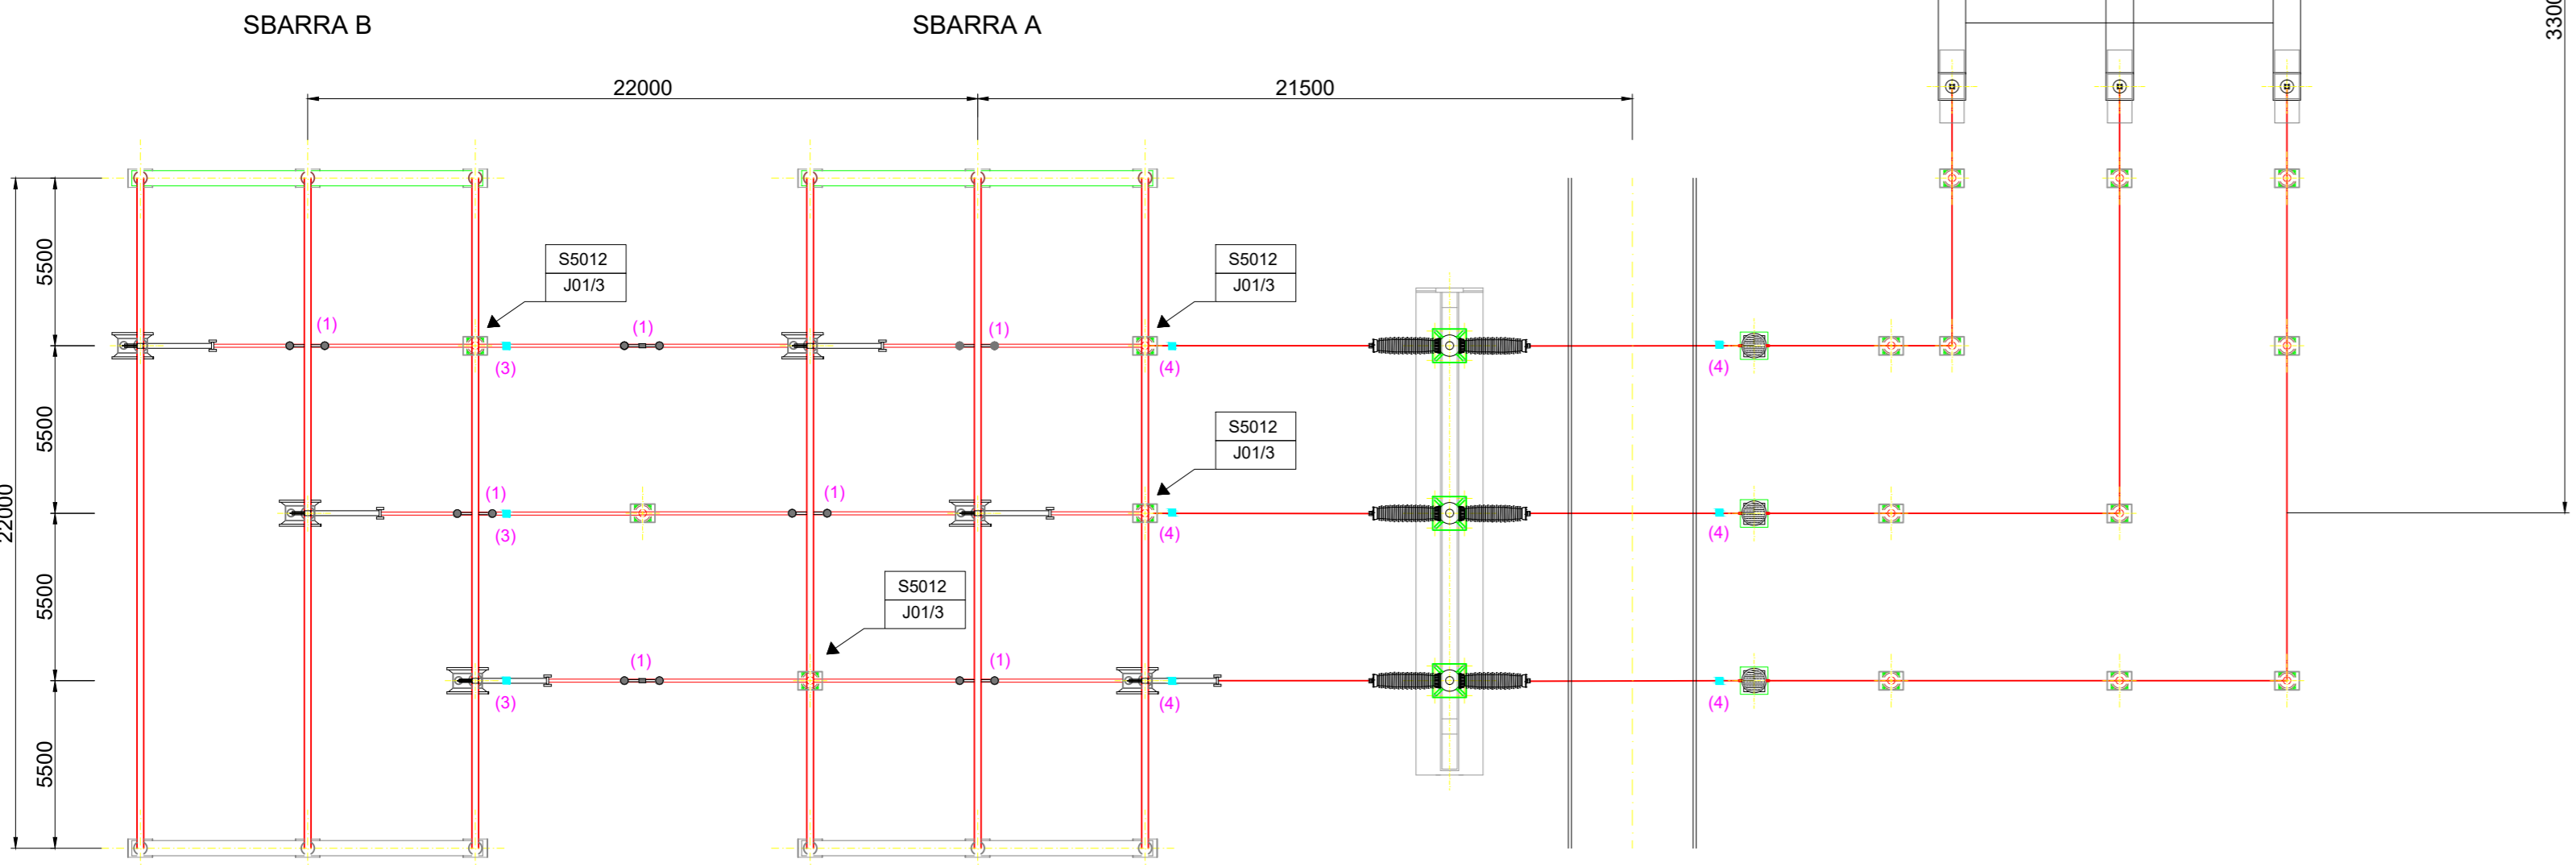 SBARRA B
SBARRA A
3300
22000
21500
S5012
J01/3
S5012
J01/3
5500
(1)
(1)
(1)
(3)
(4)
(4)
S5012
J01/3
5500
22000
(1)
(1)
(3)
(4)
(4)
S5012
J01/3
5500
(1)
(1)
(3)
(4)
(4)
5500